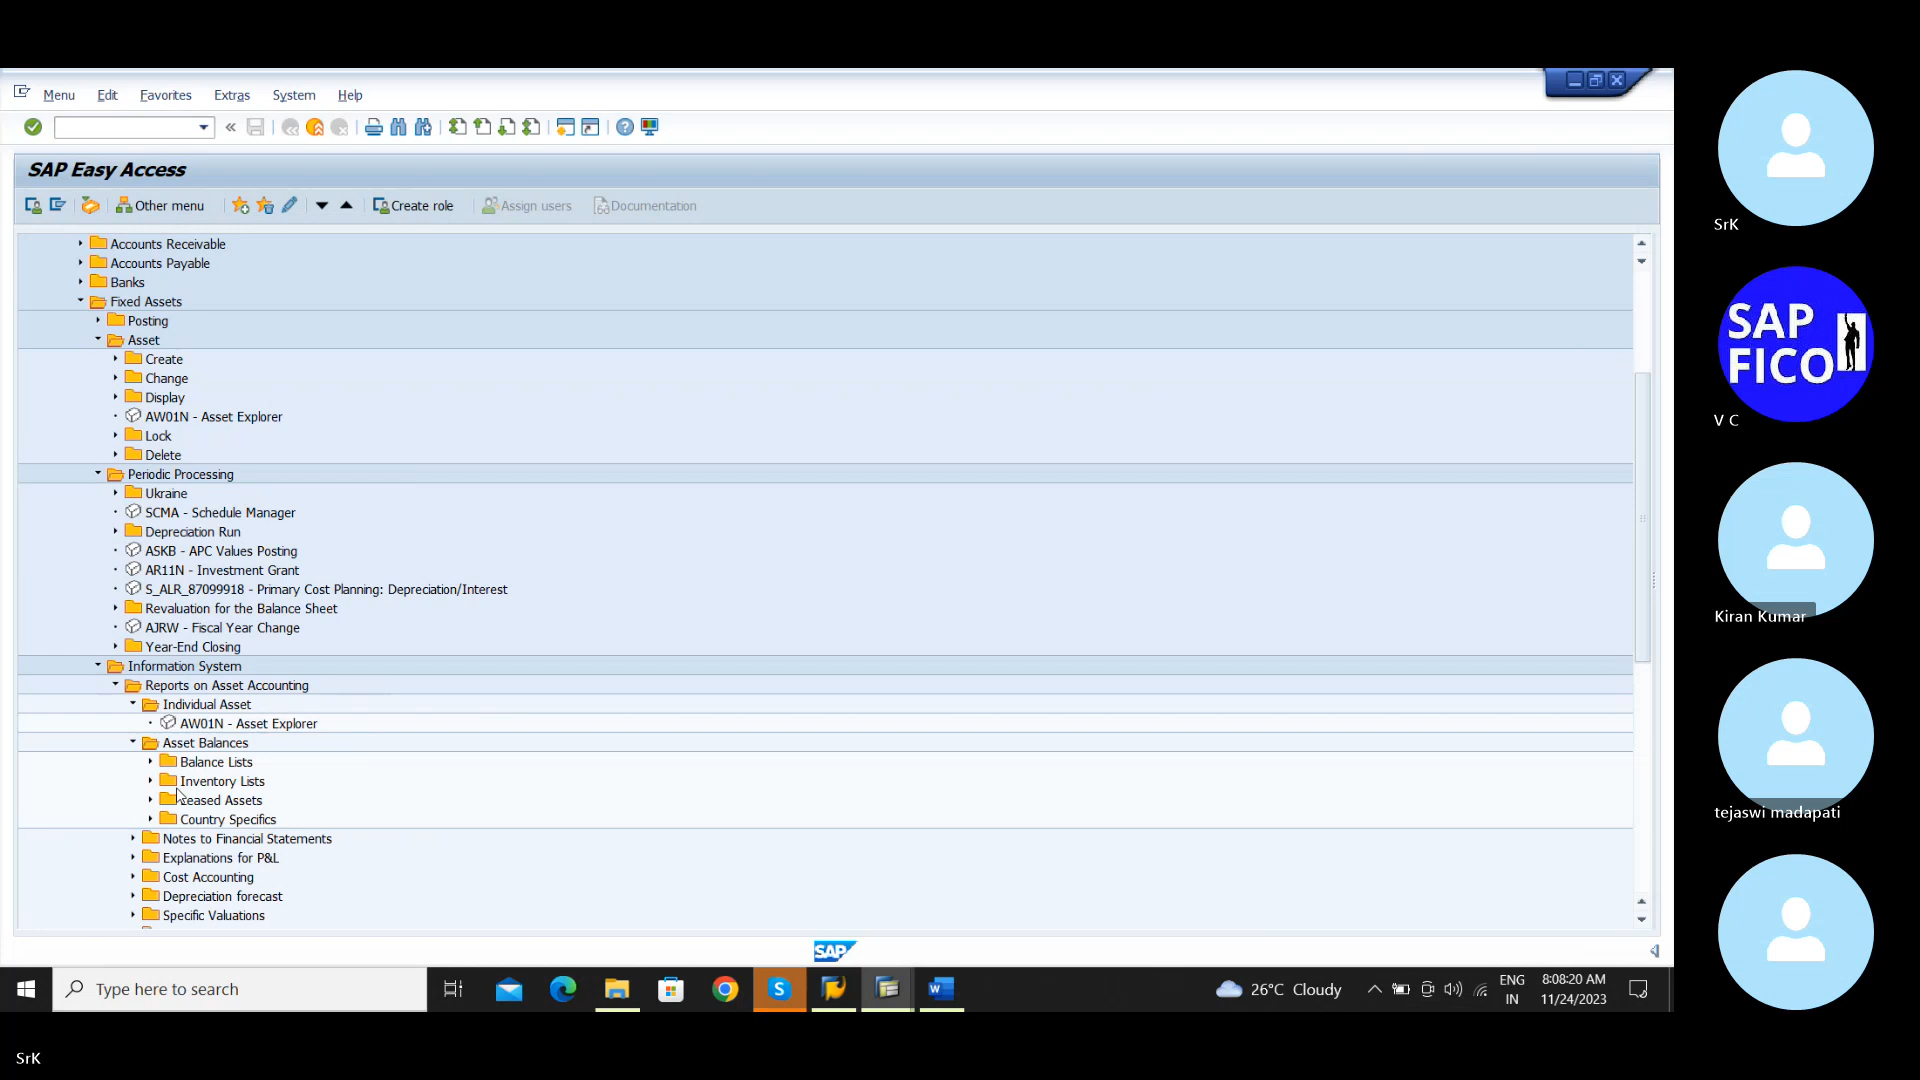 Menu Edit Favorites Extras System Help
SAP Easy Access
Other menu Create role Assign users Documentation
Accounts Receivable
Accounts Payable
Banks
Fixed Assets
Posting
Asset
Create
Change
Display
AW01N - Asset Explorer
Lock
Delete
Periodic Processing
Ukraine
SCMA - Schedule Manager
Depreciation Run
ASKB - APC Values Posting
AR11N - Investment Grant
S_ALR_87099918 - Primary Cost Planning: Depreciation/Interest
Revaluation for the Balance Sheet
AJRW - Fiscal Year Change
Year-End Closing
Information System
Reports on Asset Accounting
Individual Asset
AW01N - Asset Explorer
Asset Balances
Balance Lists
Inventory Lists
Leased Assets
Country Specifics
Notes to Financial Statements
Explanations for P&L
Cost Accounting
Depreciation forecast
Specific Valuations
SAP
Type here to search
S
W
26°C Cloudy
ENG
IN
8:08:20 AM
11/24/2023
SrK
SAP
FICO
V C
Kiran Kumar
tejaswi madapati
SrK